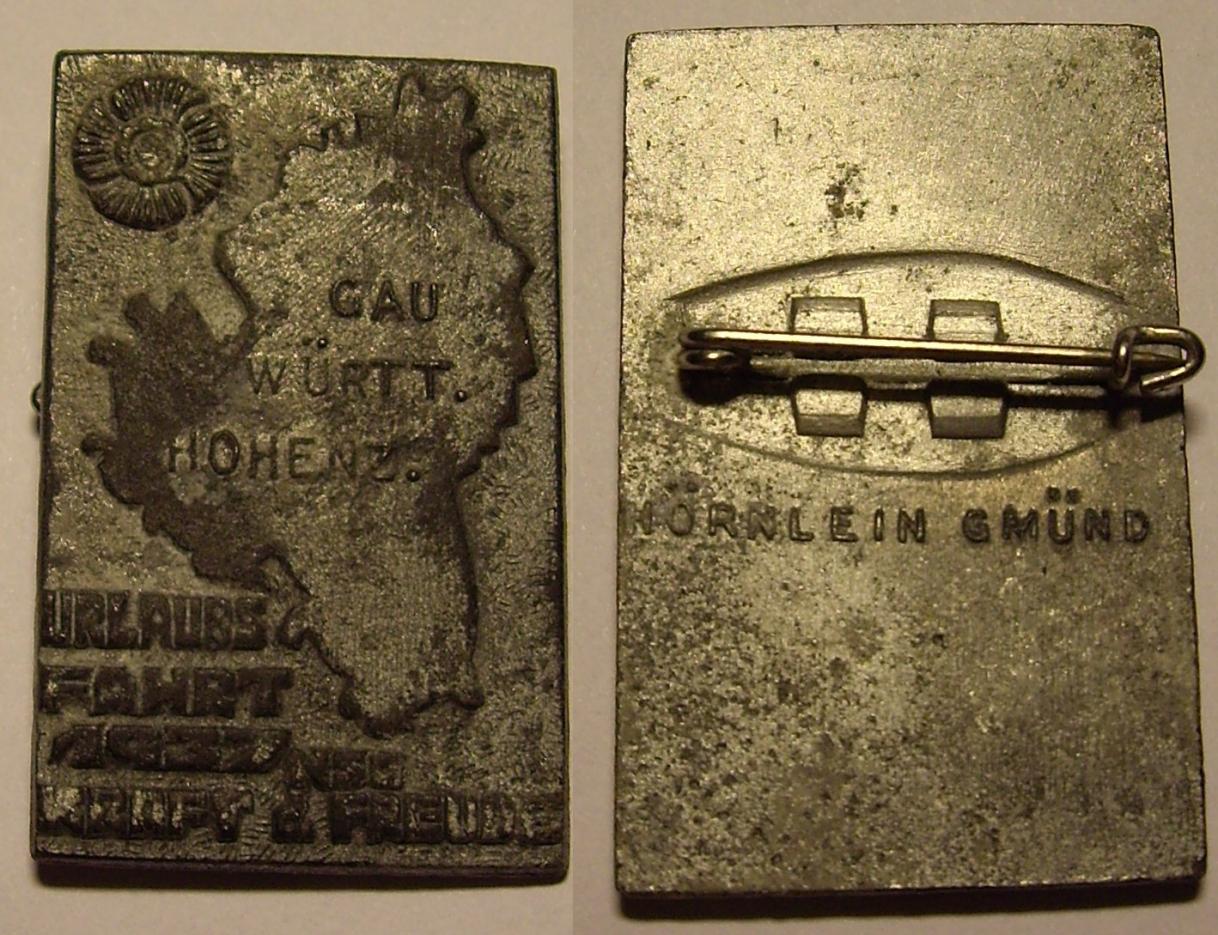 GAU
WÜRTT.
HOHENZ.
URLAUBS
FAHRT
1937 NSG
KRAFT d. FREUDE
HÖRNLEIN GMÜND